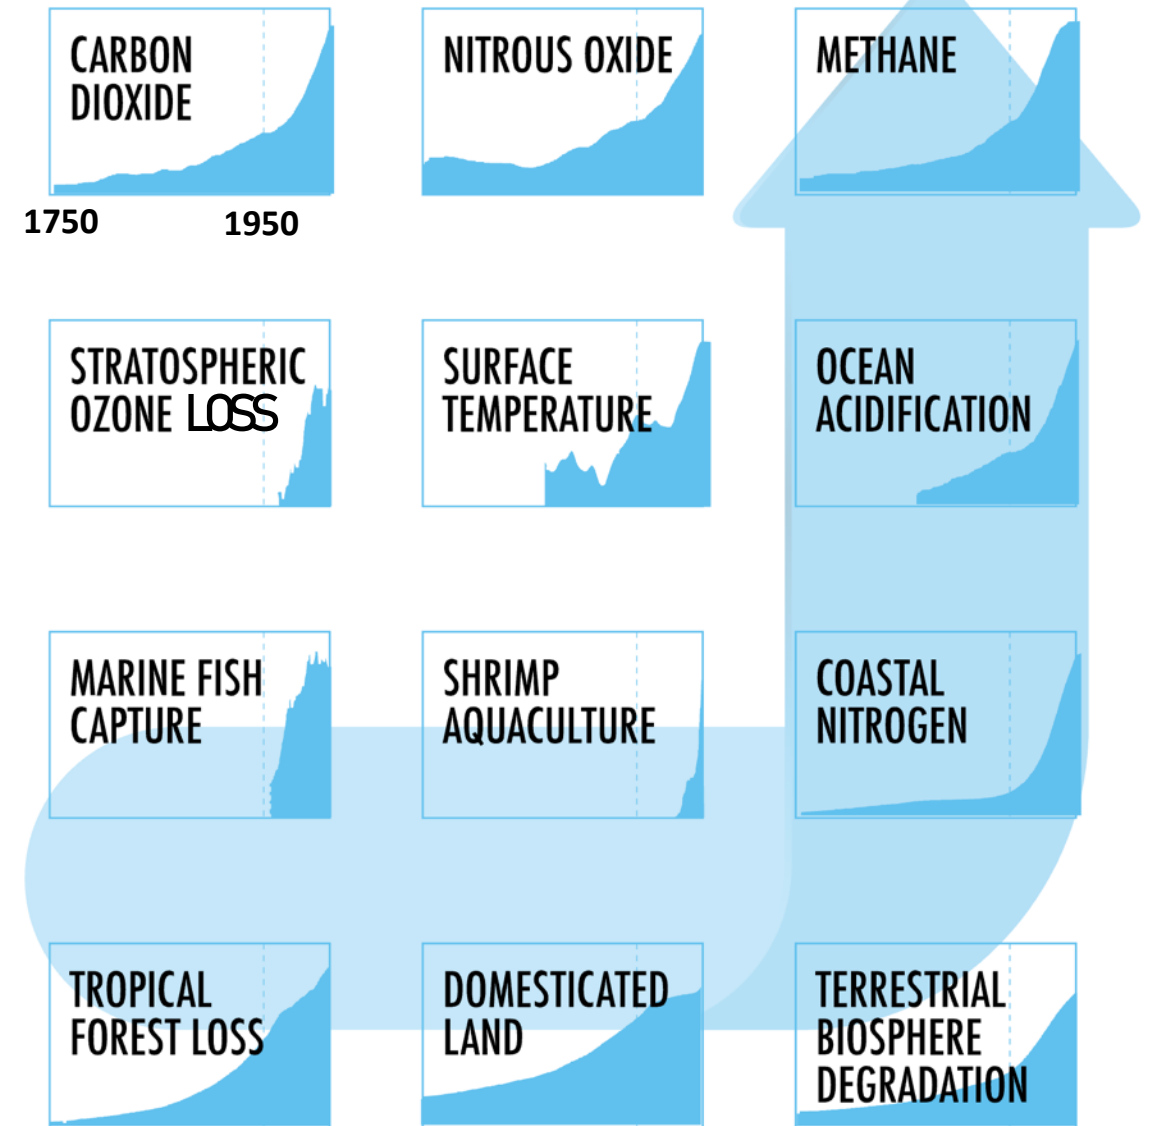 CARBON
DIOXIDE
NITROUS OXIDE
METHANE
1750
1950
STRATOSPHERIC
OZONE LOSS
SURFACE
TEMPERATURE
OCEAN
ACIDIFICATION
MARINE FISH
CAPTURE
SHRIMP
AQUACULTURE
COASTAL
NITROGEN
TROPICAL
FOREST LOSS
DOMESTICATED
LAND
TERRESTRIAL
BIOSPHERE
DEGRADATION